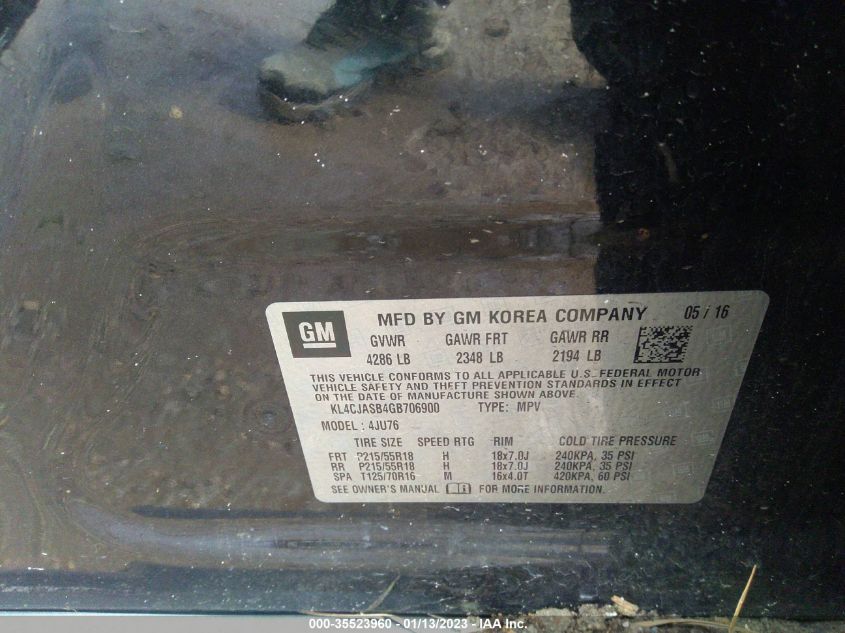 GM
MFD BY GM KOREA COMPANY 05 / 16
GVWR GAWR FRT GAWR RR
4286 LB 2348 LB 2194 LB
THIS VEHICLE CONFORMS TO ALL APPLICABLE U.S. FEDERAL MOTOR
VEHICLE SAFETY AND THEFT PREVENTION STANDARDS IN EFFECT
ON THE DATE OF MANUFACTURE SHOWN ABOVE.
KL4CJASB4GB706900 TYPE: MPV
MODEL : 4JU76
TIRE SIZE SPEED RTG RIM COLD TIRE PRESSURE
FRT P215/55R18 H 18x7.0J 240KPA, 35 PSI
RR P215/55R18 H 18x7.0J 240KPA, 35 PSI
SPA T125/70R16 M 16x4.0T 420KPA, 60 PSI
SEE OWNER'S MANUAL FOR MORE INFORMATION.
000-35523960 - 01/13/2023 - IAA Inc.